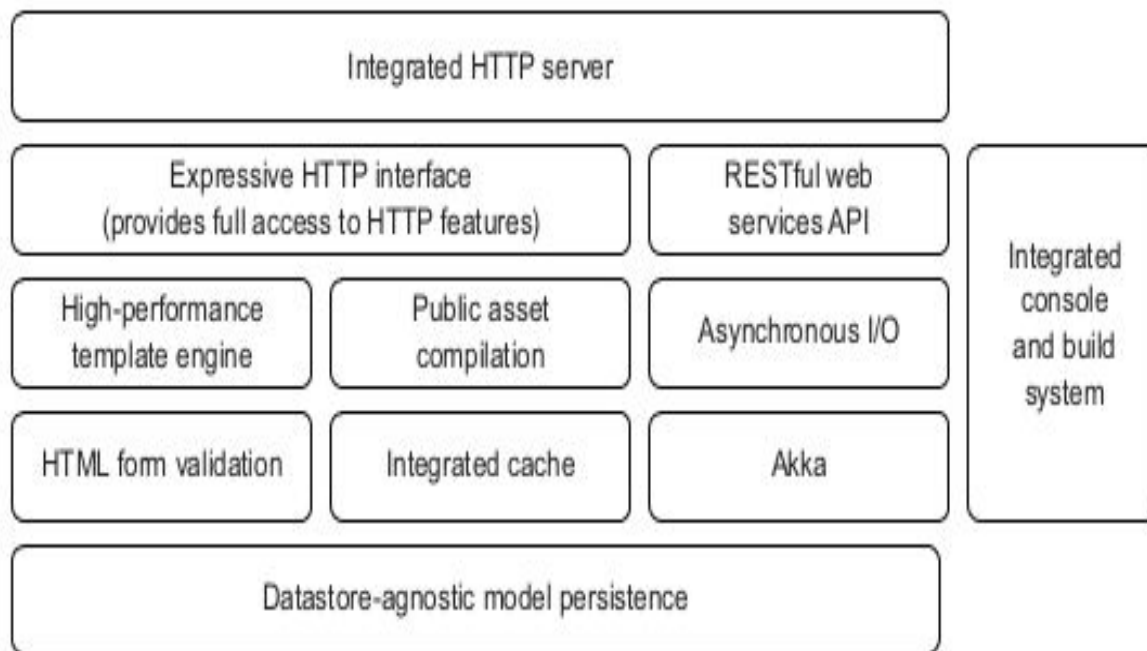 Integrated HTTP server
Expressive HTTP interface
(provides full access to HTTP features)
RESTful web
services API
Integrated
console
and build
system
High-performance
template engine
Public asset
compilation
Asynchronous I/O
HTML form validation
Integrated cache
Akka
Datastore-agnostic model persistence